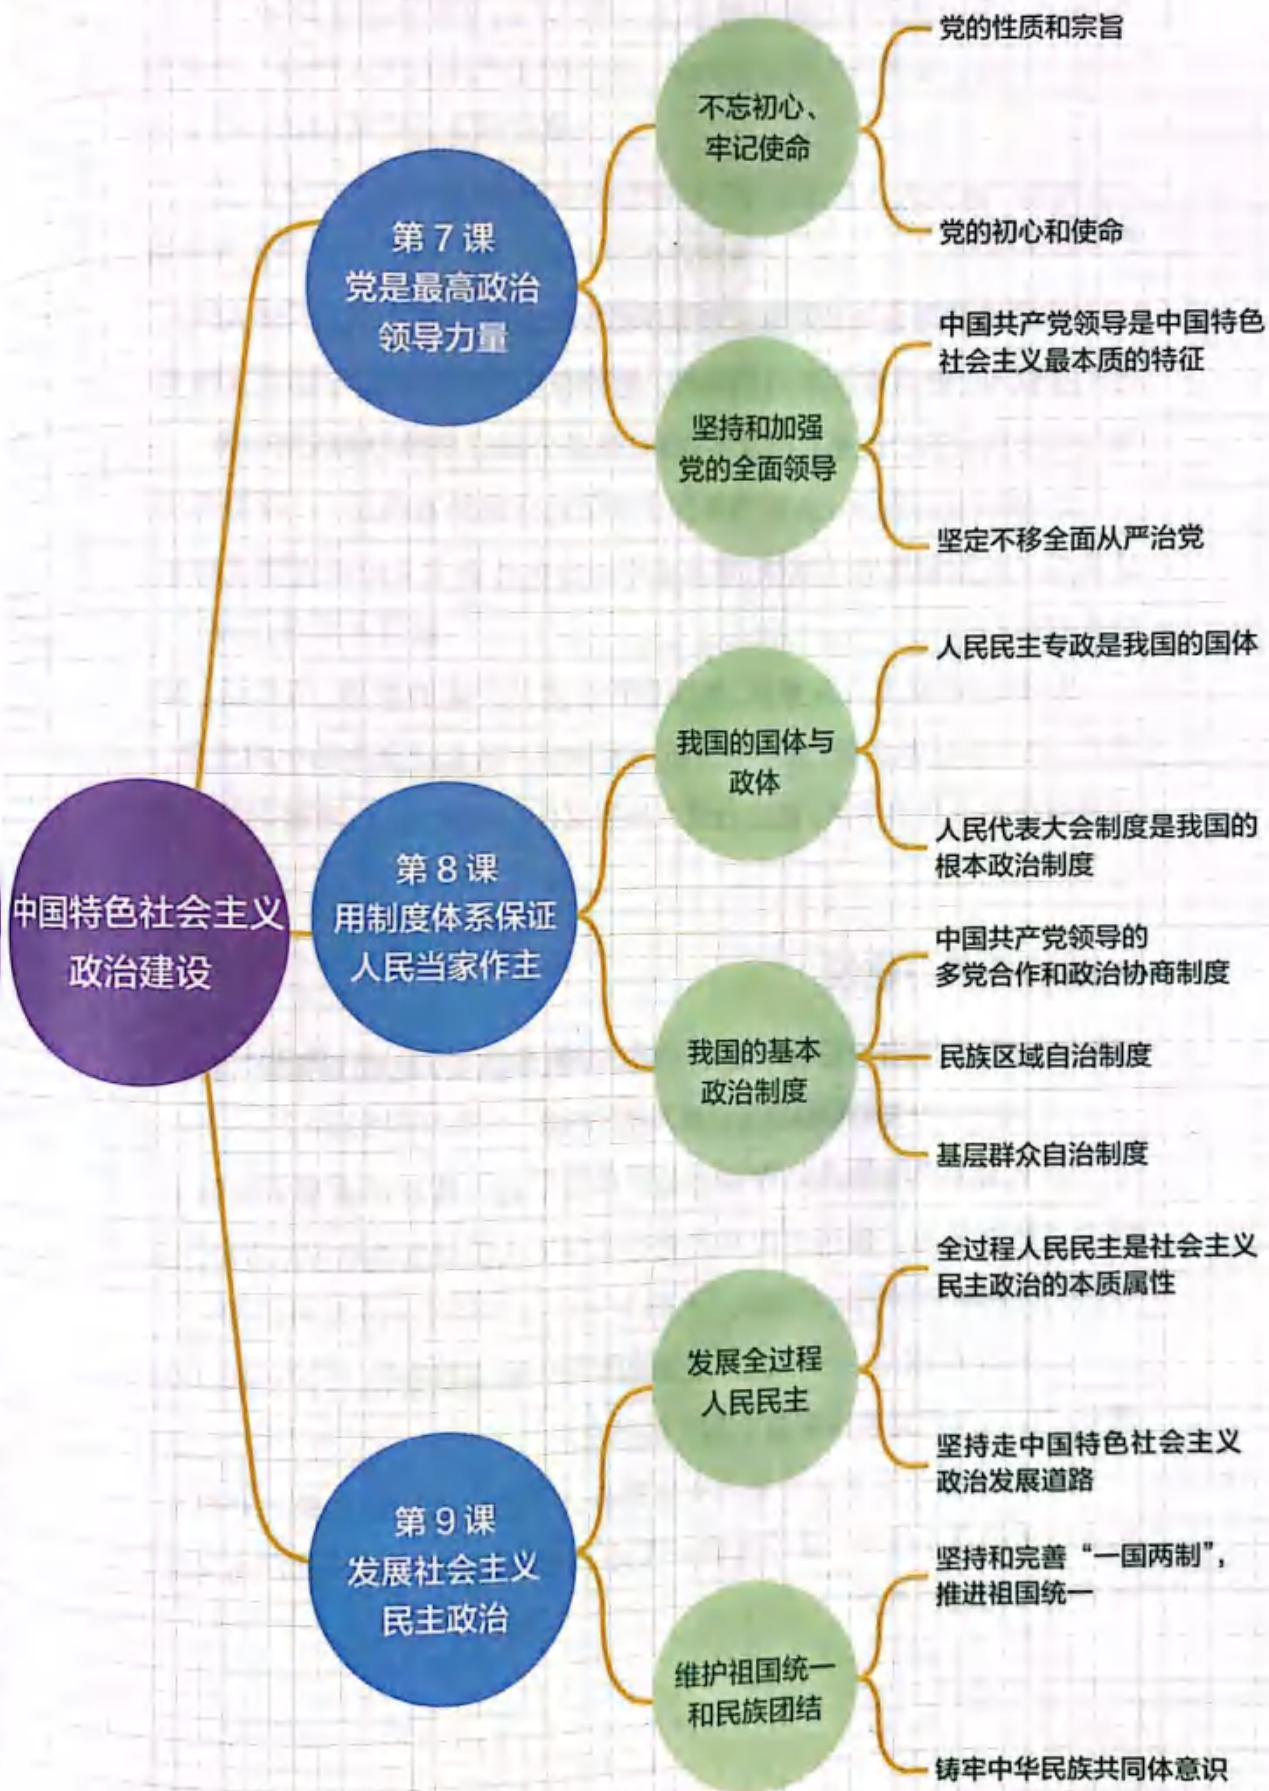 中国特色社会主义
政治建设
第 7 课
党是最高政治
领导力量
不忘初心、
牢记使命
党的性质和宗旨
党的初心和使命
坚持和加强
党的全面领导
中国共产党领导是中国特色
社会主义最本质的特征
坚定不移全面从严治党
第 8 课
用制度体系保证
人民当家作主
我国的国体与
政体
人民民主专政是我国的国体
人民代表大会制度是我国的
根本政治制度
我国的基本
政治制度
中国共产党领导的
多党合作和政治协商制度
民族区域自治制度
基层群众自治制度
第 9 课
发展社会主义
民主政治
发展全过程
人民民主
全过程人民民主是社会主义
民主政治的本质属性
坚持走中国特色社会主义
政治发展道路
维护祖国统一
和民族团结
坚持和完善“一国两制”，
推进祖国统一
铸牢中华民族共同体意识